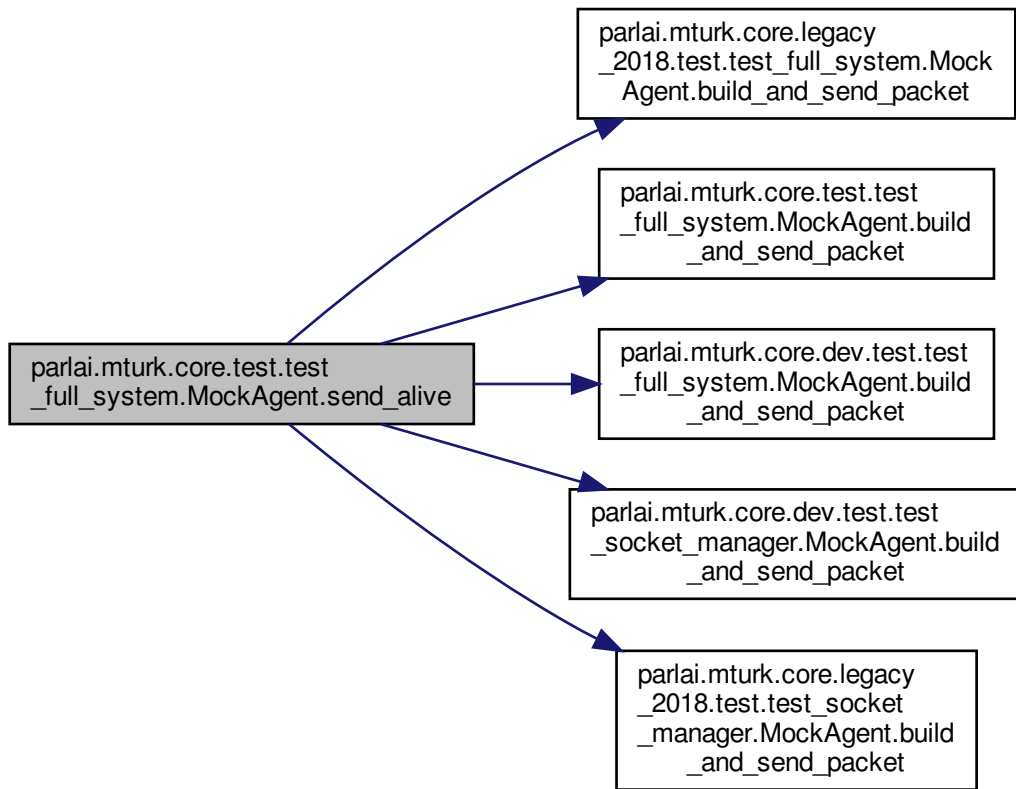 parlai.mturk.core.test.test
_full_system.MockAgent.send_alive
parlai.mturk.core.legacy
_2018.test.test_full_system.Mock
Agent.build_and_send_packet
parlai.mturk.core.test.test
_full_system.MockAgent.build
_and_send_packet
parlai.mturk.core.dev.test.test
_full_system.MockAgent.build
_and_send_packet
parlai.mturk.core.dev.test.test
_socket_manager.MockAgent.build
_and_send_packet
parlai.mturk.core.legacy
_2018.test.test_socket
_manager.MockAgent.build
_and_send_packet